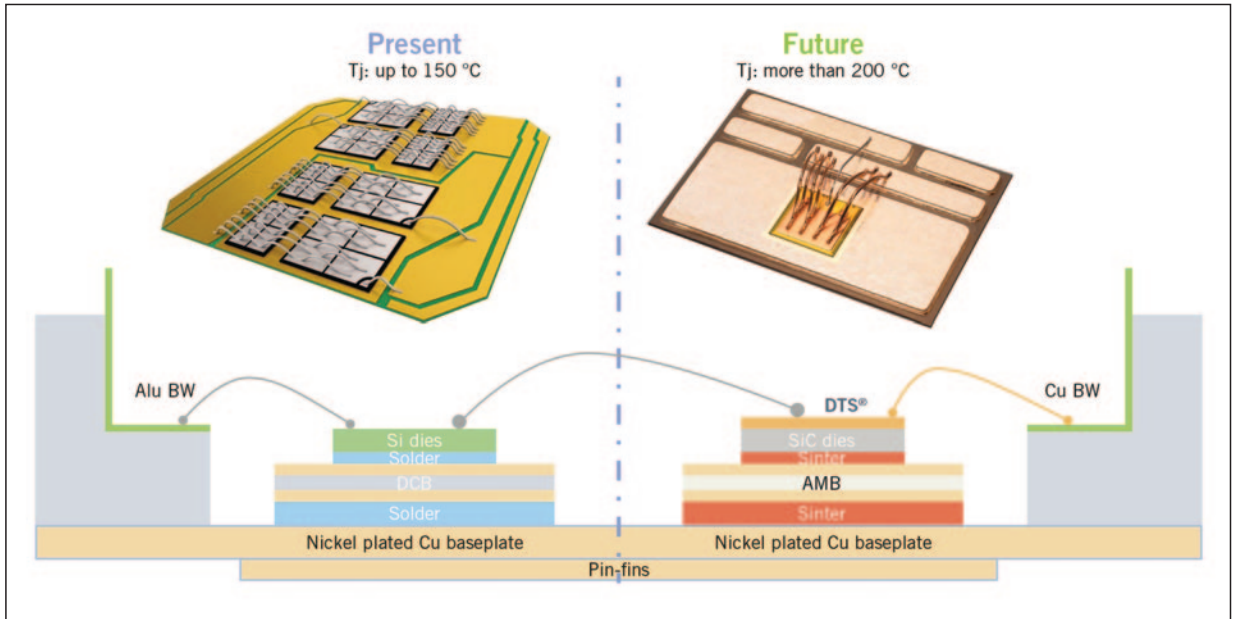 Present
Tj: up to 150 °C
Future
Tj: more than 200 °C
Alu BW
Si dies
Solder
DCB
Solder
Nickel plated Cu baseplate
DTS®
Cu BW
SiC dies
Sinter
AMB
Sinter
Nickel plated Cu baseplate
Pin-fins